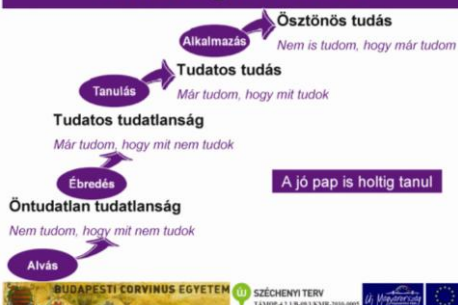 Ösztönös tudás
Alkalmazás
Nem is tudom, hogy már tudom
Tudatos tudás
Tanulás
Már tudom, hogy mit tudok
Tudatos tudatlanság
Már tudom, hogy mit nem tudok
Ébredés
A jó pap is holtig tanul
Öntudatlan tudatlanság
Nem tudom, hogy mit nem tudok
Alvás
BUDAPESTI CORVINUS EGYETEM
ÚJ SZÉCHENYI TERV